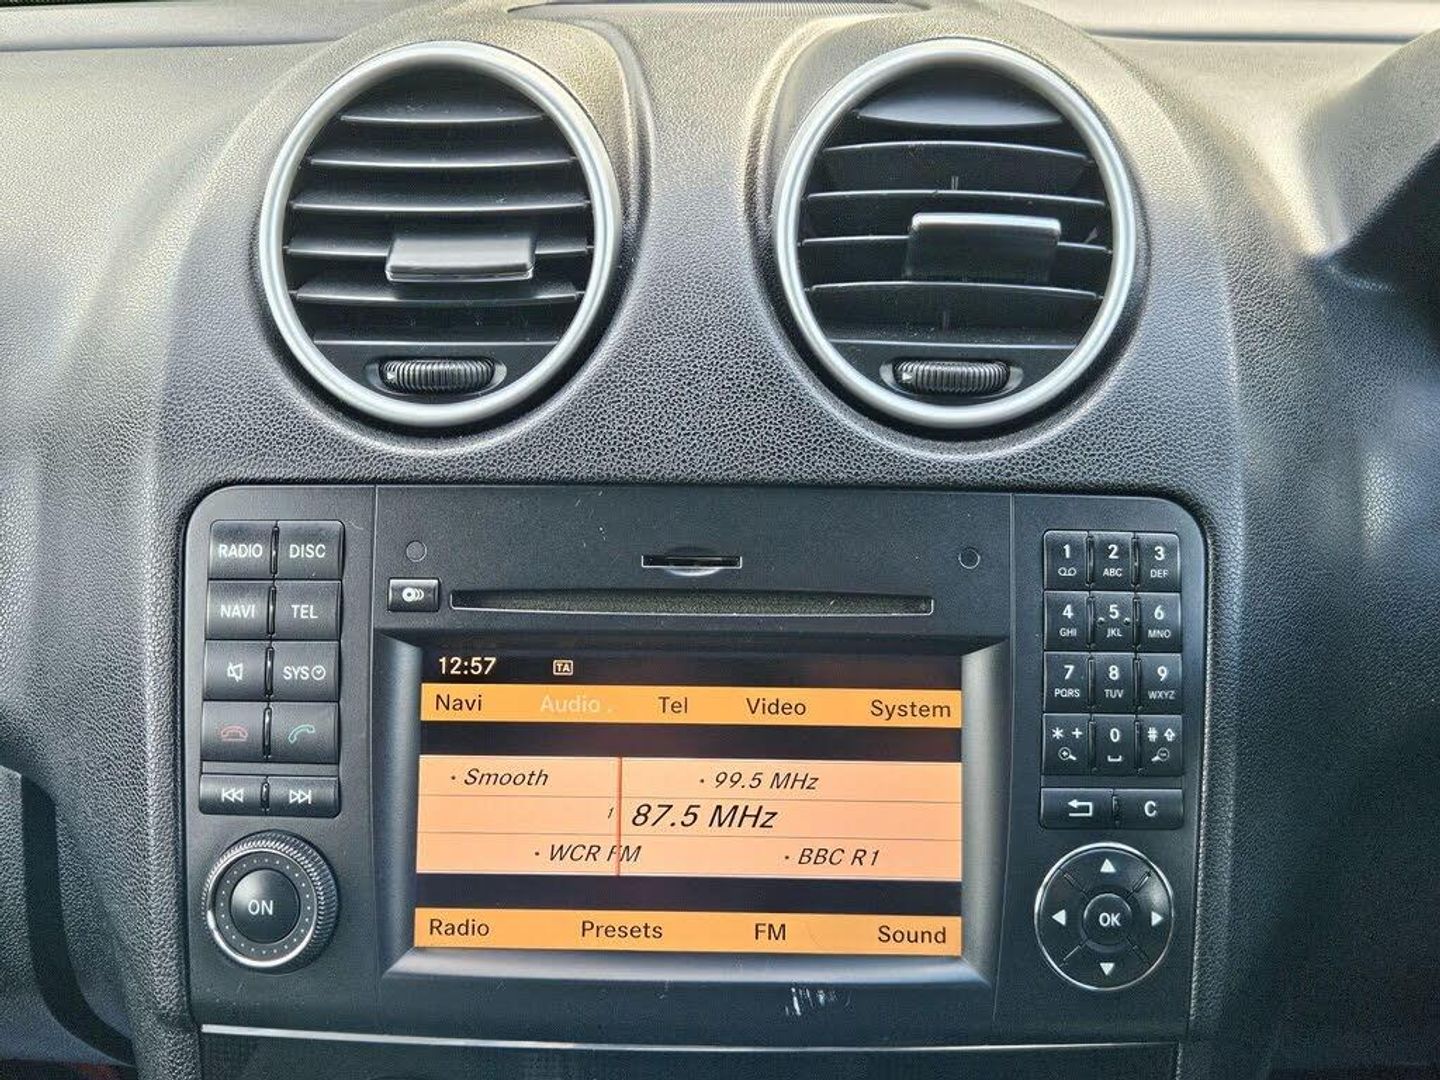 RADIO DISC
NAVI TEL
SYS
ON
12:57 TA
Navi Audio Tel Video System
• Smooth • 99.5 MHz
1 87.5 MHz
• WCR FM • BBC R1
Radio Presets FM Sound
1 2 ABC 3 DEF
4 GHI 5 JKL 6 MNO
7 PQRS 8 TUV 9 WXYZ
* + 0 #
C
OK